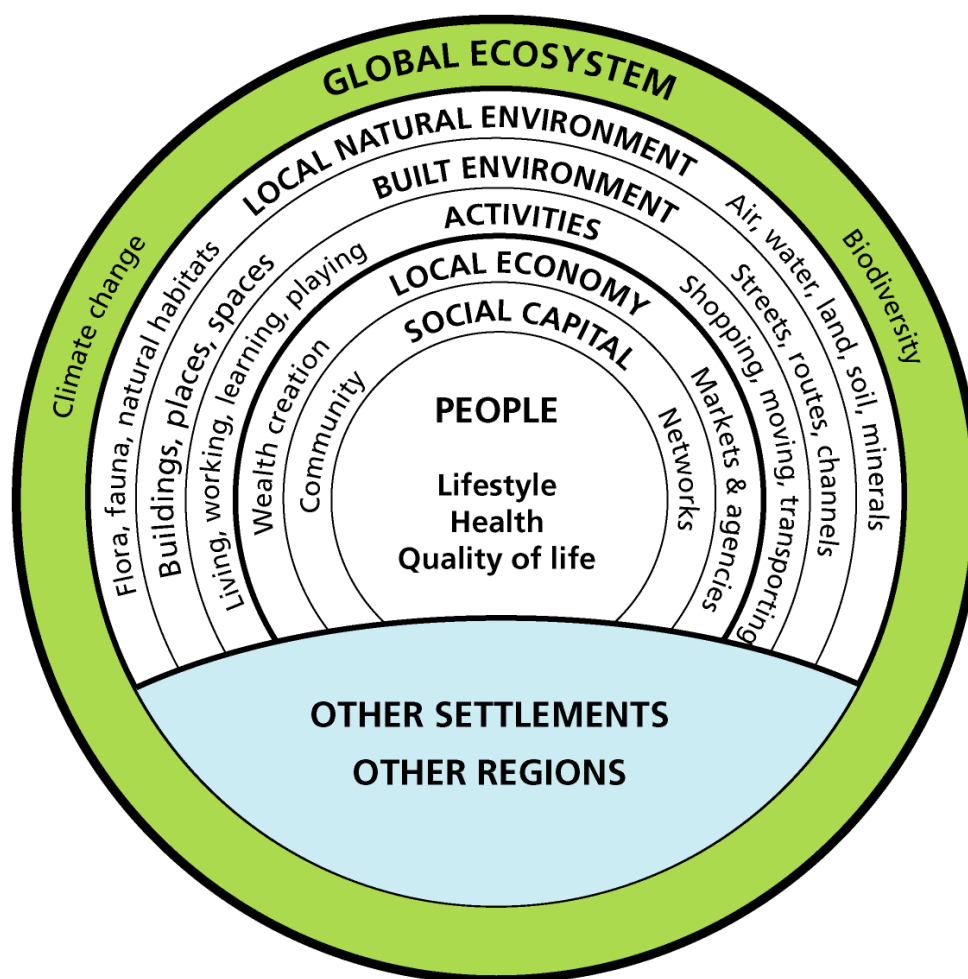 GLOBAL ECOSYSTEM
Climate change
Biodiversity
LOCAL NATURAL ENVIRONMENT
Flora, fauna, natural habitats
Air, water, land, soil, minerals
BUILT ENVIRONMENT
Buildings, places, spaces
Streets, routes, channels
ACTIVITIES
Living, working, learning, playing
Shopping, moving, transporting
LOCAL ECONOMY
Wealth creation
Markets & agencies
SOCIAL CAPITAL
Community
Networks
PEOPLE
Lifestyle
Health
Quality of life
OTHER SETTLEMENTS
OTHER REGIONS